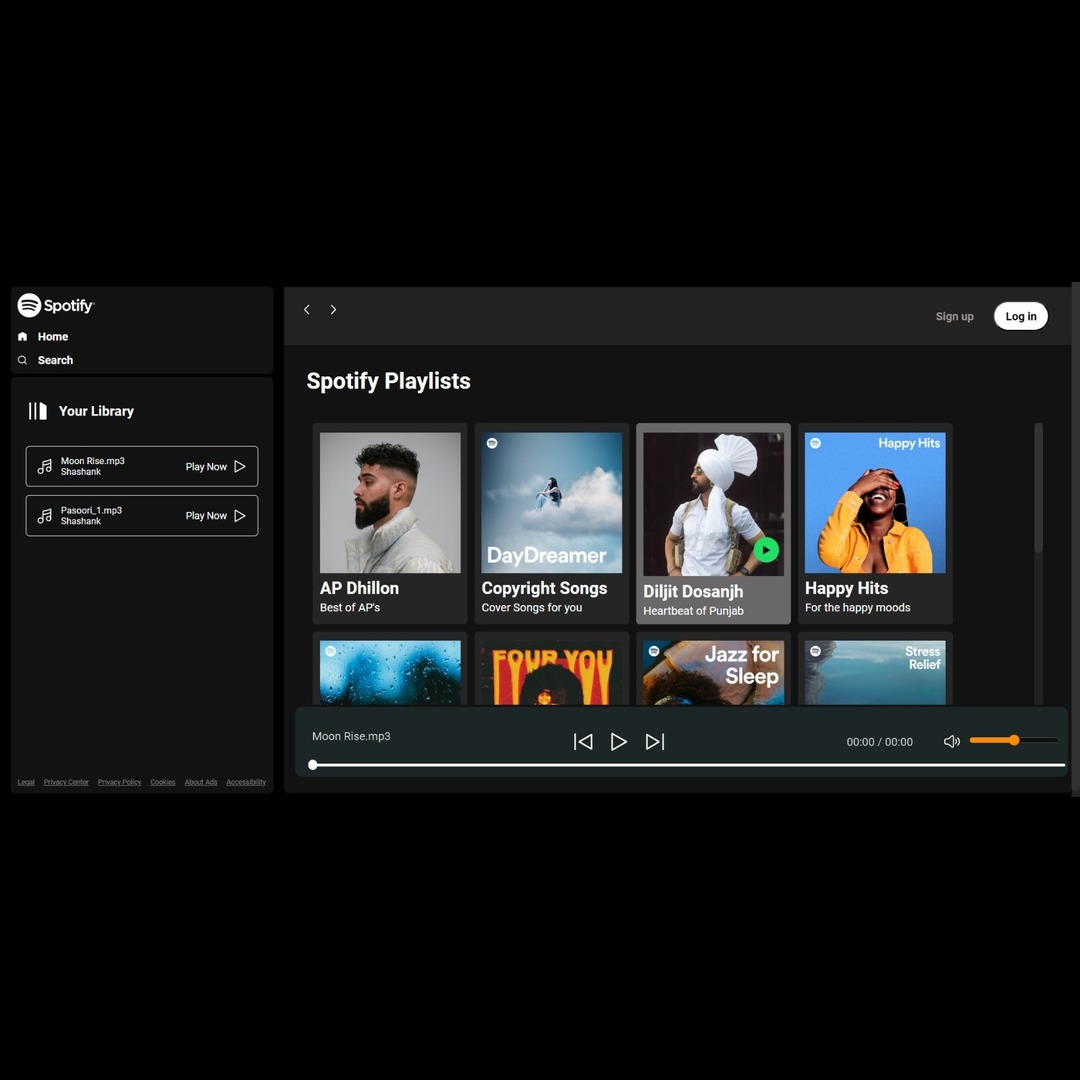 Spotify
Home
Search
Your Library
Moon Rise.mp3
Shashank
Play Now
Pasoori_1.mp3
Shashank
Play Now
Legal Privacy Center Privacy Policy Cookies About Ads Accessibility
Sign up
Log in
Spotify Playlists
DayDreamer
Happy Hits
AP Dhillon
Best of AP's
Copyright Songs
Cover Songs for you
Diljit Dosanjh
Heartbeat of Punjab
Happy Hits
For the happy moods
FOUR YOU
Jazz for
Sleep
Stress
Relief
Moon Rise.mp3
00:00 / 00:00